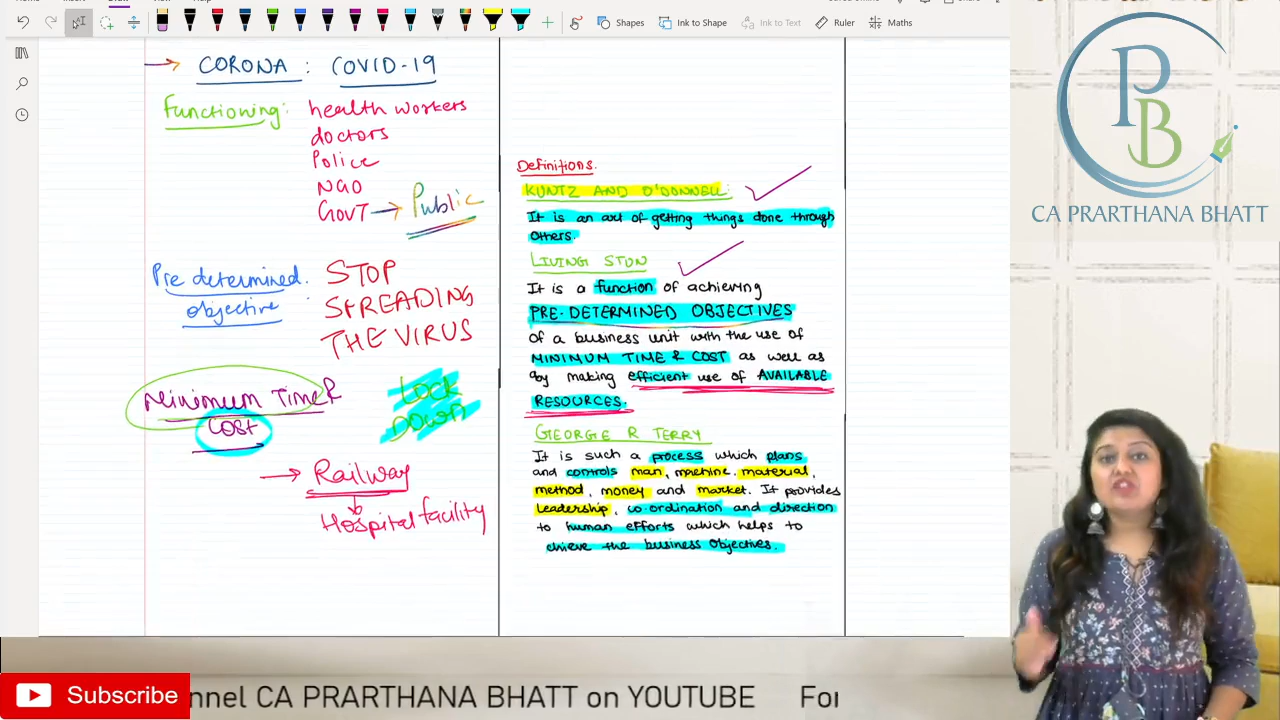 Shapes
Ink to Shape
Ink to Text
Ruler
Maths
CORONA : COVID-19
Functioning: health workers
doctors
Police
NGO
GOVT → Public
Pre determined objective
STOP
SPREADING
THE VIRUS
Minimum Time &
Cost
LOCK
DOWN
→ Railway
Hospital facility
Definitions.
KUNTZ AND O'DONNELL:
It is an art of getting things done through
others.
LIVING STON
It is a function of achieving
PRE-DETERMINED OBJECTIVES
of a business unit with the use of
MINIMUM TIME & COST as well as
by making efficient use of AVAILABLE
RESOURCES.
GEORGE R TERRY
It is such a process which plans
and controls man, machine, material,
method, money and market. It provides
leadership, co-ordination and direction
to human efforts which helps to
chieve the business objectives.
PB
CA PRARTHANA BHATT
Subscribe
nnel CA PRARTHANA BHATT on YOUTUBE For